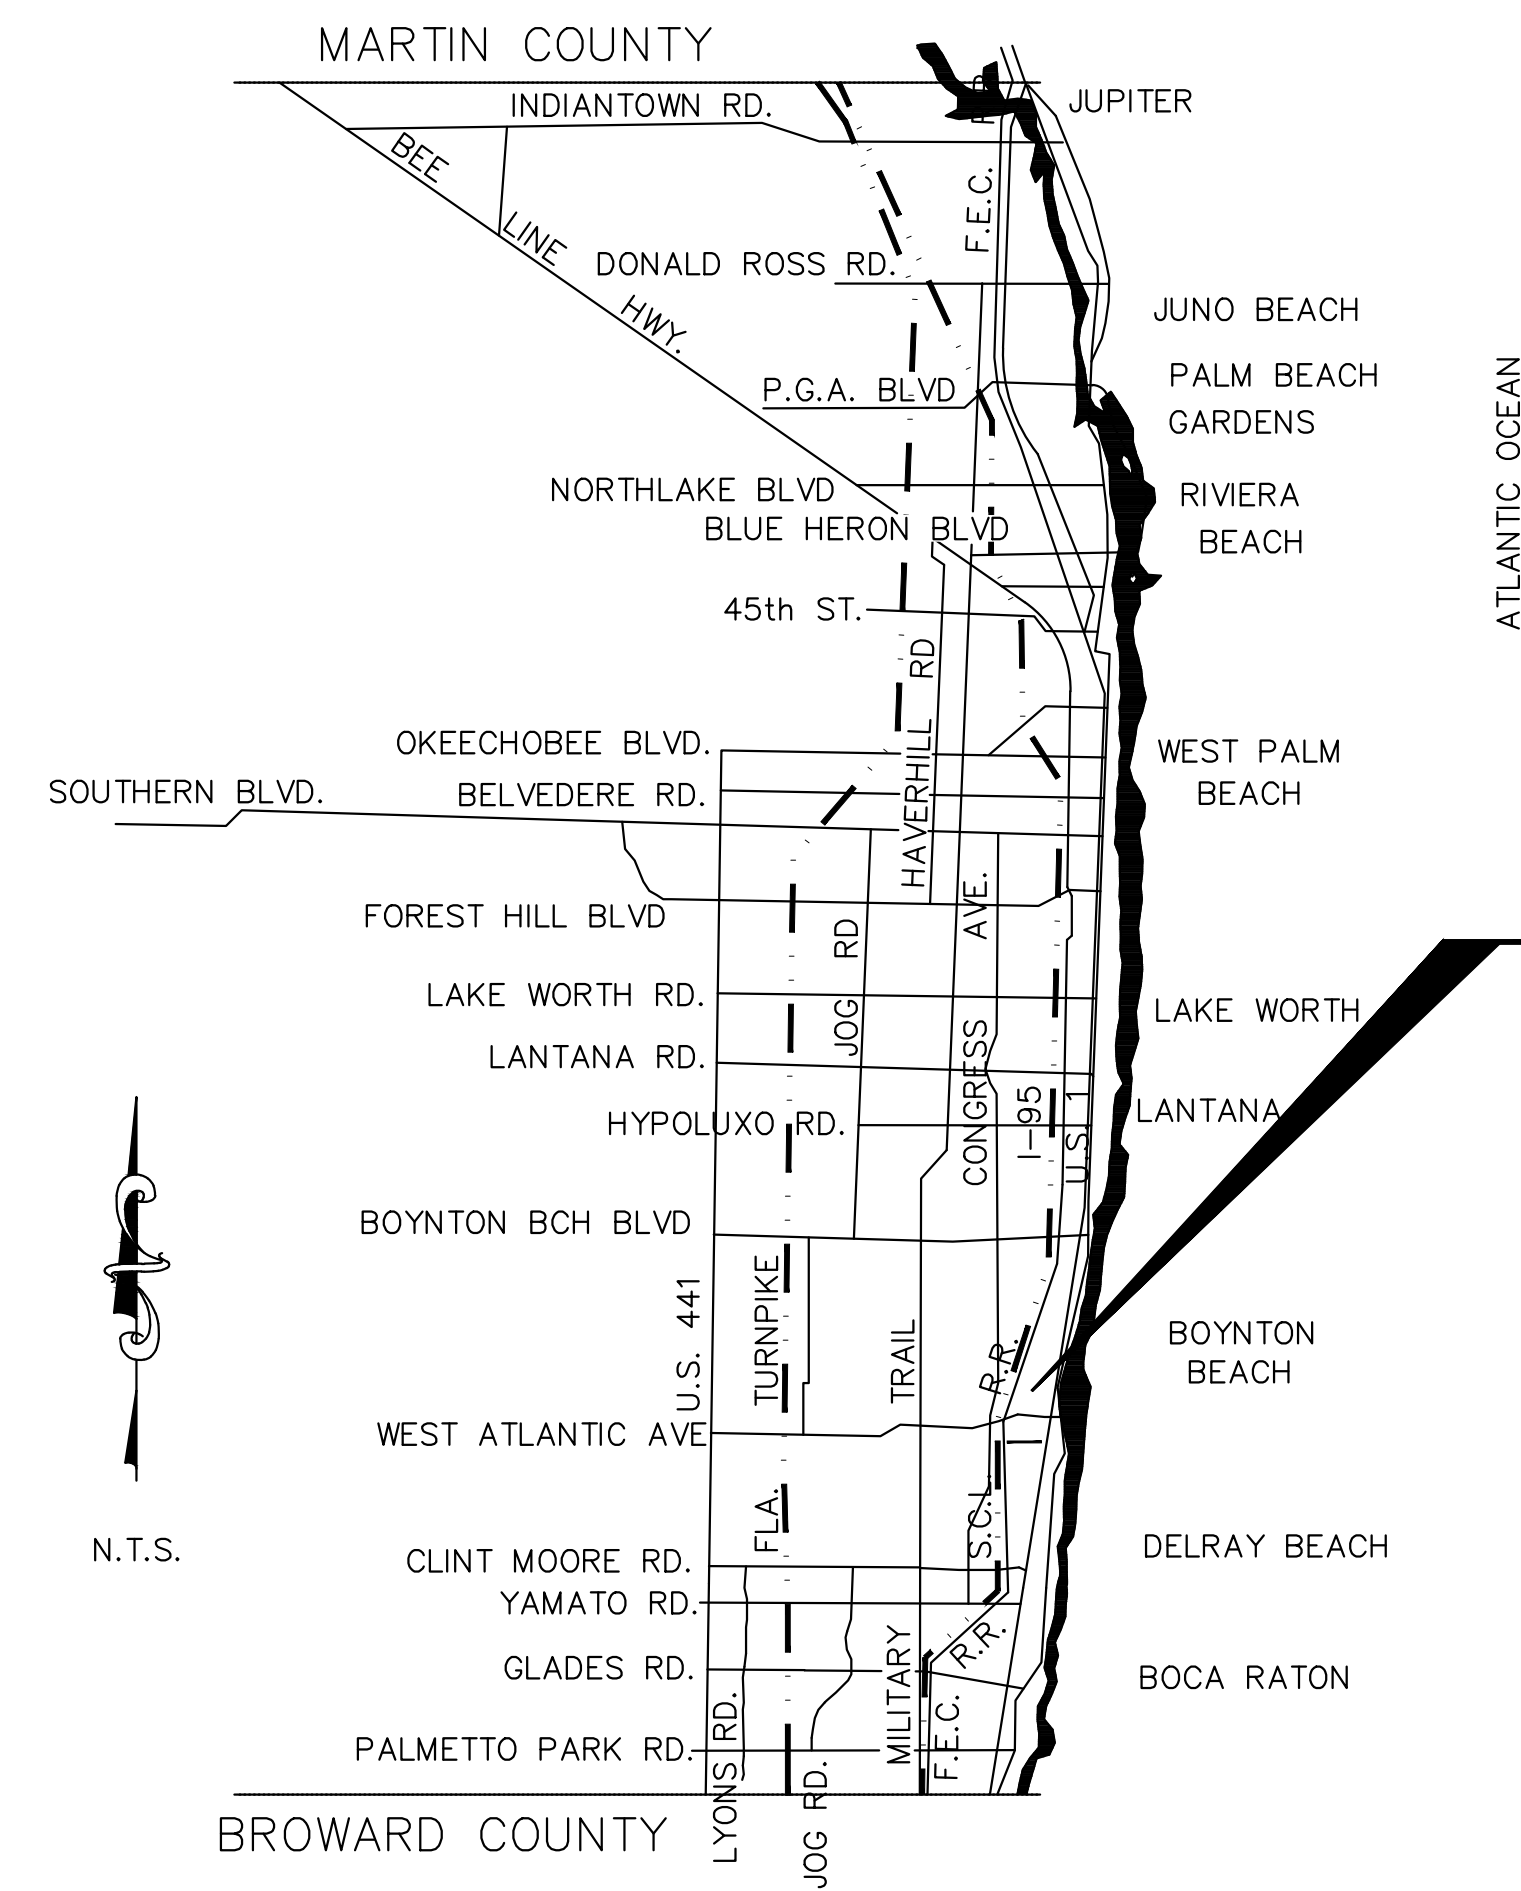 MARTIN COUNTY
INDIANTOWN RD.
JUPITER
R.R.
BEE
LINE
HWY.
F.E.C.
DONALD ROSS RD.
JUNO BEACH
P.G.A. BLVD
PALM BEACH
GARDENS
ATLANTIC OCEAN
NORTHLAKE BLVD
RIVIERA
BEACH
BLUE HERON BLVD
45th ST.
HAVERHILL RD
OKEECHOBEE BLVD.
WEST PALM
BEACH
SOUTHERN BLVD.
BELVEDERE RD.
FOREST HILL BLVD
JOG RD
CONGRESS AVE.
LAKE WORTH RD.
LAKE WORTH
LANTANA RD.
I-95
U.S. 1
LANTANA
HYPOLUXO RD.
BOYNTON BCH BLVD
U.S. 441
FLA. TURNPIKE
MILITARY TRAIL
S.C.L. R.R.
BOYNTON
BEACH
WEST ATLANTIC AVE
N.T.S.
DELRAY BEACH
CLINT MOORE RD.
YAMATO RD.
F.E.C. R.R.
GLADES RD.
BOCA RATON
LYONS RD.
PALMETTO PARK RD.
JOG RD.
BROWARD COUNTY